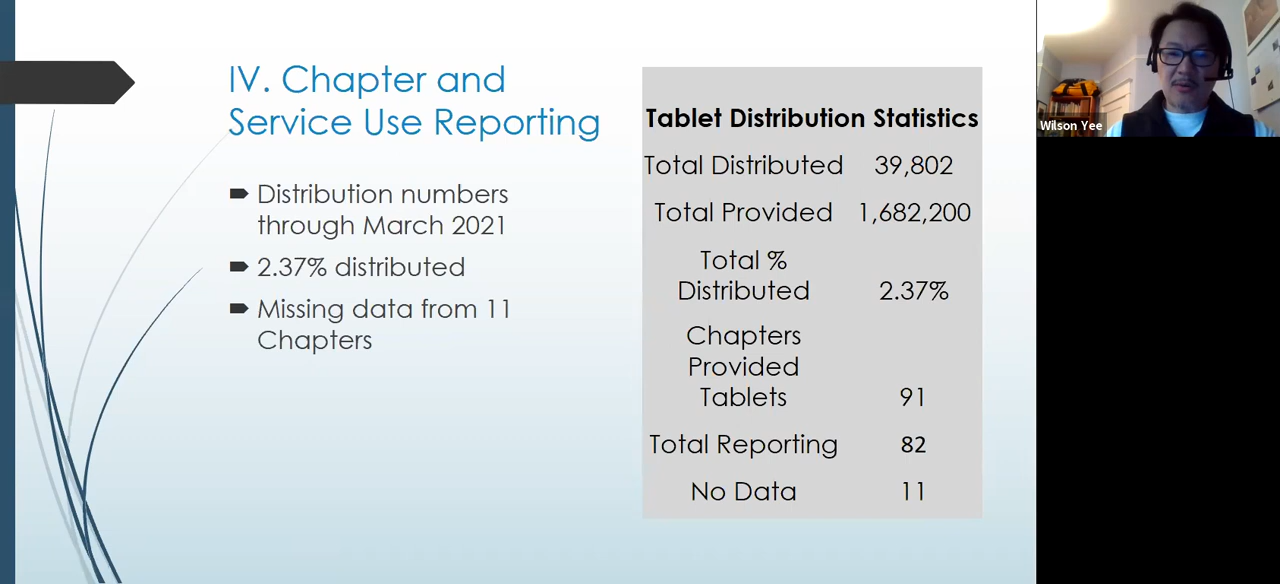 IV. Chapter and
Service Use Reporting
Distribution numbers
through March 2021
2.37% distributed
Missing data from 11
Chapters
Tablet Distribution Statistics
Total Distributed 39,802
Total Provided 1,682,200
Total %
Distributed 2.37%
Chapters
Provided
Tablets 91
Total Reporting 82
No Data 11
Wilson Yee